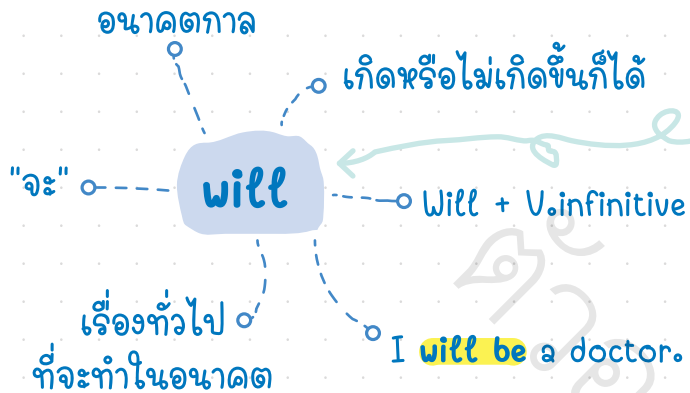 อนาคตกาล
เกิดหรือไม่เกิดขึ้นก็ได้
"จะ"
will
Will + V.infinitive
เรื่องทั่วไป
ที่จะทำในอนาคต
I will be a doctor.